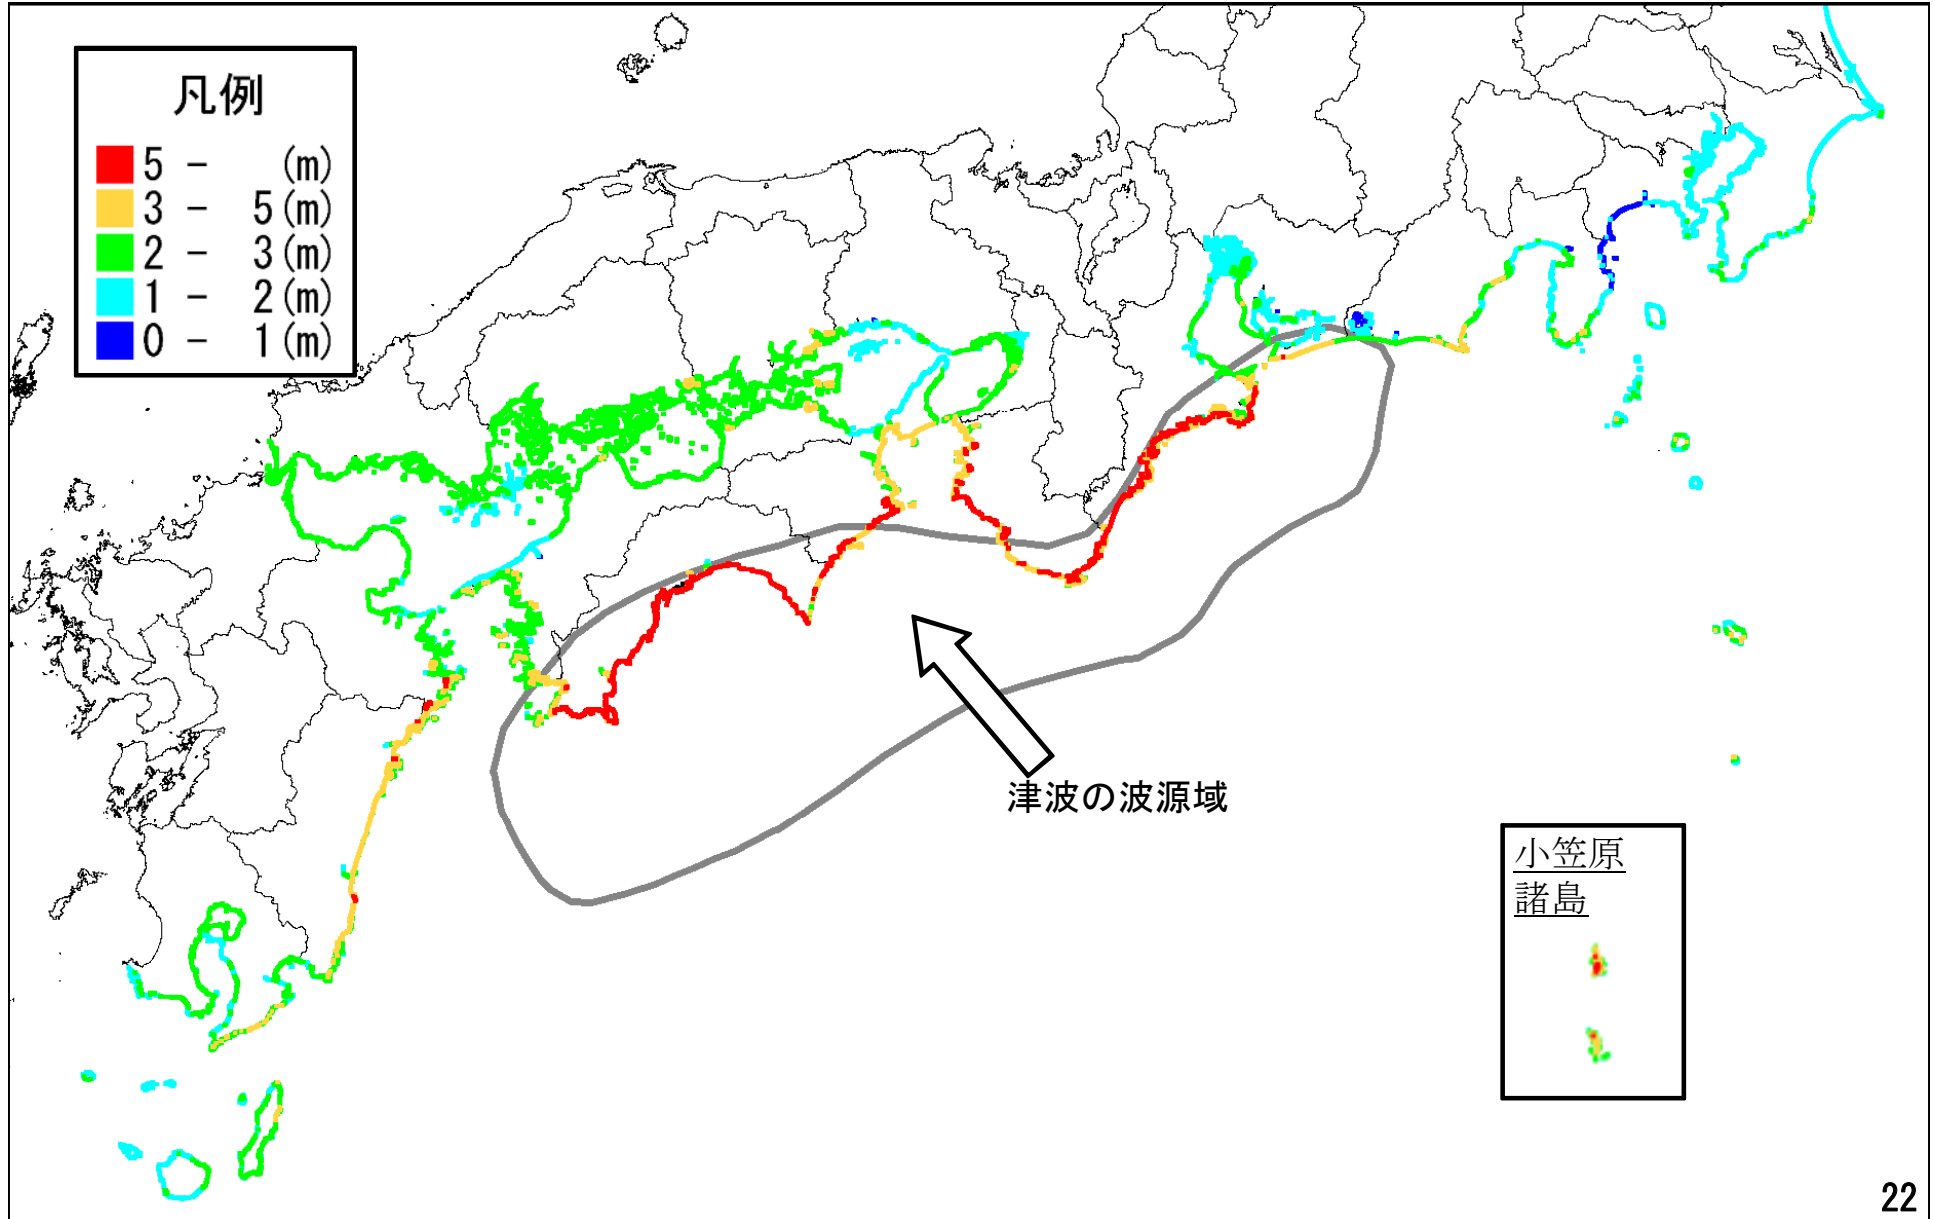 凡例
5 － (m)
3 － 5(m)
2 － 3(m)
1 － 2(m)
0 － 1(m)
津波の波源域
小笠原
諸島
22